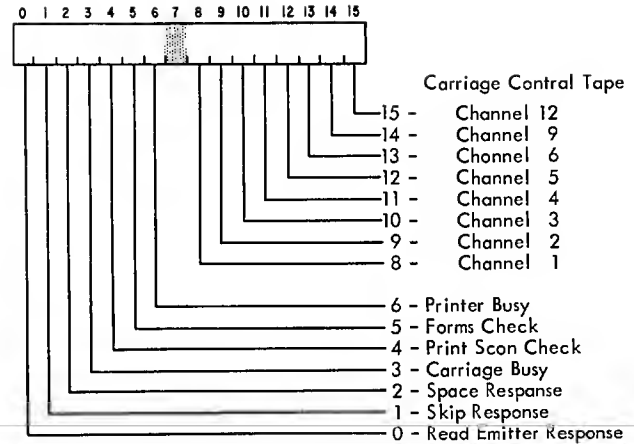 0 1 2 3 4 5 6 7 8 9 10 11 12 13 14 15
Carriage Cantral Tape
15 - Channel 12
14 - Channel 9
13 - Chonnel 6
12 - Channel 5
11 - Channel 4
10 - Channel 3
9 - Channel 2
8 - Channel 1
6 - Printer Busy
5 - Forms Check
4 - Print Scon Check
3 - Carriage Busy
2 - Space Respanse
1 - Skip Response
0 - Read Emitter Response